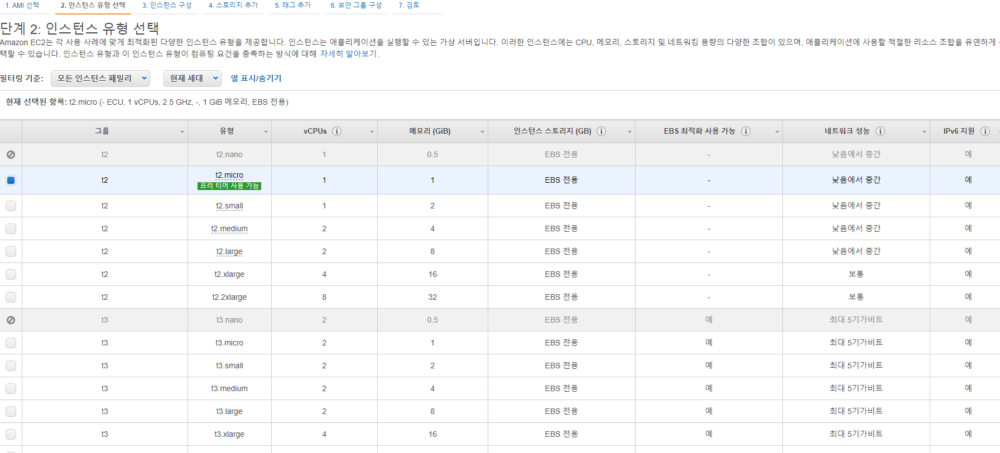 1. AMI 선택 2. 인스턴스 유형 선택 3. 인스턴스 구성 4. 스토리지 추가 5. 태그 추가 6. 보안 그룹 구성 7. 검토
단계 2: 인스턴스 유형 선택
Amazon EC2는 각 사용 사례에 맞게 최적화된 다양한 인스턴스 유형을 제공합니다. 인스턴스는 애플리케이션을 실행할 수 있는 가상 서버입니다. 이러한 인스턴스에는 CPU, 메모리, 스토리지 및 네트워킹 용량의 다양한 조합이 있으며, 애플리케이션에 사용할 적절한 리소스 조합을 유연하게
택할 수 있습니다. 인스턴스 유형과 이 인스턴스 유형이 컴퓨팅 요건을 충족하는 방식에 대해 자세히 알아보기.
필터링 기준: 모든 인스턴스 패밀리 현재 세대 열 표시/숨기기
현재 선택된 항목: t2.micro (- ECU, 1 vCPUs, 2.5 GHz, -, 1 GiB 메모리, EBS 전용)
그룹 유형 vCPUs 메모리 (GiB) 인스턴스 스토리지 (GB) EBS 최적화 사용 가능 네트워크 성능 IPv6 지원
t2 t2.nano 1 0.5 EBS 전용 - 낮음에서 중간 예
t2 t2.micro 1 1 EBS 전용 - 낮음에서 중간 예
프리 티어 사용 가능
t2 t2.small 1 2 EBS 전용 - 낮음에서 중간 예
t2 t2.medium 2 4 EBS 전용 - 낮음에서 중간 예
t2 t2.large 2 8 EBS 전용 - 낮음에서 중간 예
t2 t2.xlarge 4 16 EBS 전용 - 보통 예
t2 t2.2xlarge 8 32 EBS 전용 - 보통 예
t3 t3.nano 2 0.5 EBS 전용 예 최대 5기가비트 예
t3 t3.micro 2 1 EBS 전용 예 최대 5기가비트 예
t3 t3.small 2 2 EBS 전용 예 최대 5기가비트 예
t3 t3.medium 2 4 EBS 전용 예 최대 5기가비트 예
t3 t3.large 2 8 EBS 전용 예 최대 5기가비트 예
t3 t3.xlarge 4 16 EBS 전용 예 최대 5기가비트 예